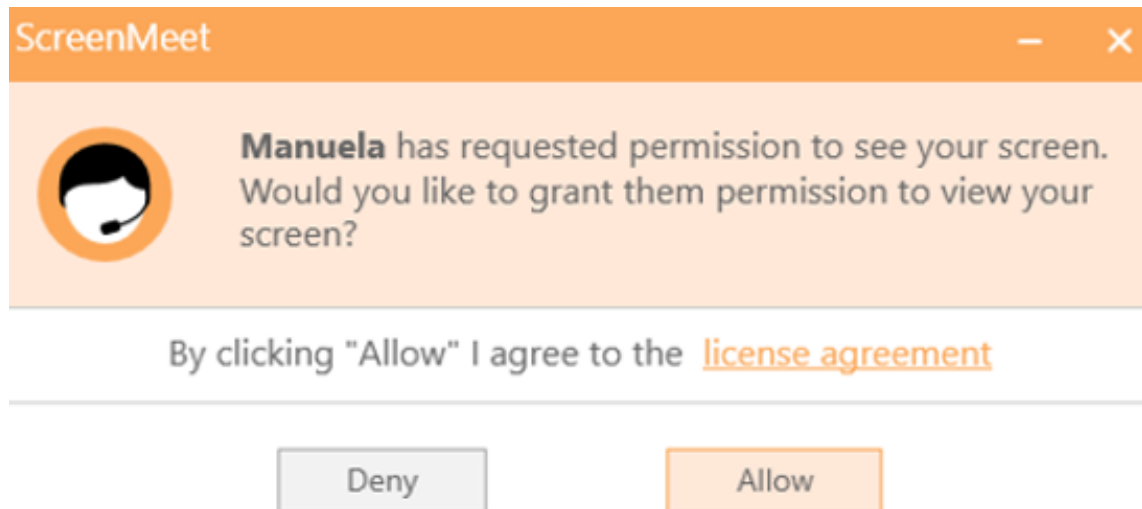 ScreenMeet
Manuela has requested permission to see your screen.
Would you like to grant them permission to view your
screen?
By clicking "Allow" I agree to the license agreement
Deny
Allow